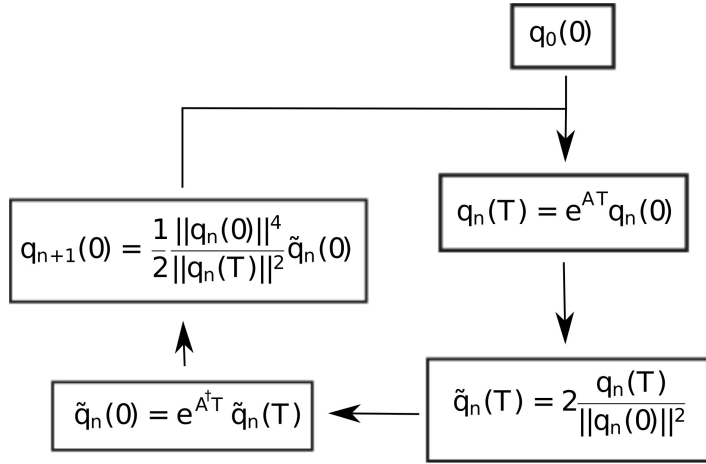 q₀(0)
qₙ(T) = e^{AT}qₙ(0)
q̃ₙ(T) = 2 qₙ(T)/||qₙ(0)||²
q̃ₙ(0) = e^{A†T} q̃ₙ(T)
qₙ₊₁(0) = 1/2 ||qₙ(0)||⁴/||qₙ(T)||² q̃ₙ(0)